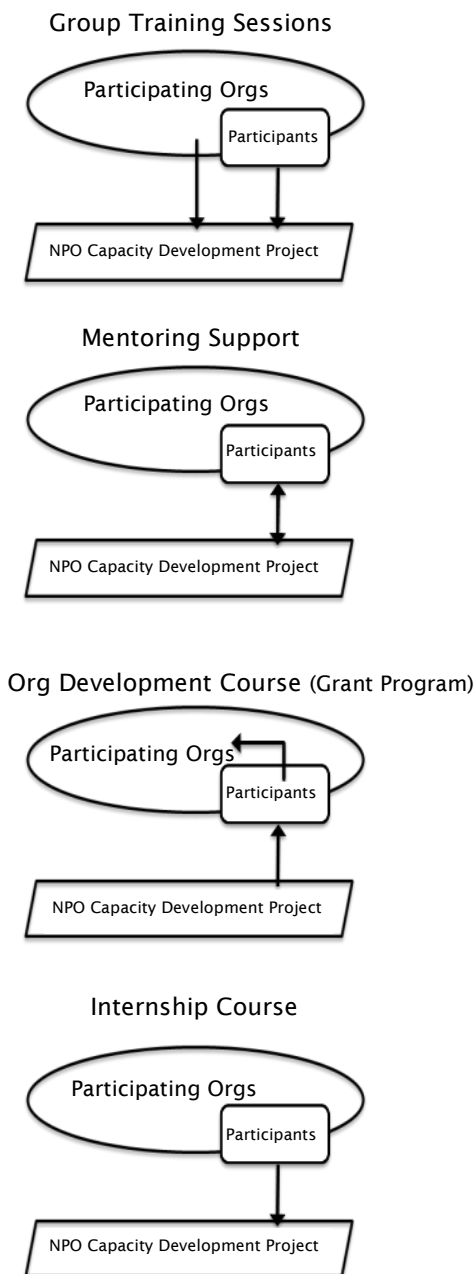 Group Training Sessions
Participating Orgs
Participants
NPO Capacity Development Project
Mentoring Support
Participating Orgs
Participants
NPO Capacity Development Project
Org Development Course (Grant Program)
Participating Orgs
Participants
NPO Capacity Development Project
Internship Course
Participating Orgs
Participants
NPO Capacity Development Project